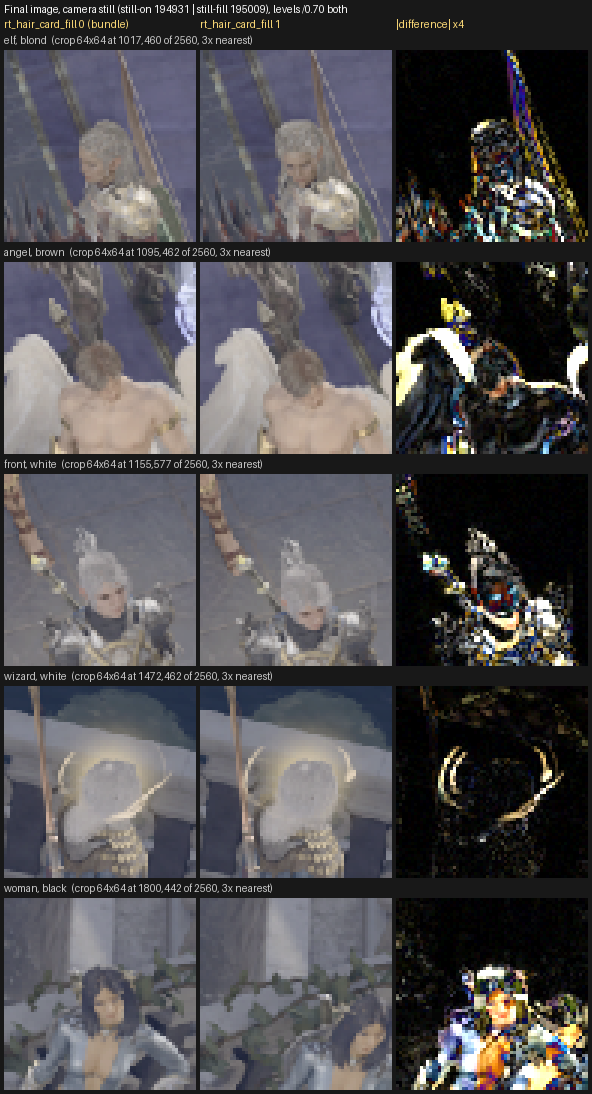 Final image, camera still (still-on 194931 | still-fill 195009), levels /0.70 both
rt_hair_card_fill 0 (bundle) rt_hair_card_fill 1 |difference| x4
elf, blond (crop 64x64 at 1017,460 of 2560, 3x nearest)
angel, brown (crop 64x64 at 1095,462 of 2560, 3x nearest)
front, white (crop 64x64 at 1155,577 of 2560, 3x nearest)
wizard, white (crop 64x64 at 1472,462 of 2560, 3x nearest)
woman, black (crop 64x64 at 1800,442 of 2560, 3x nearest)